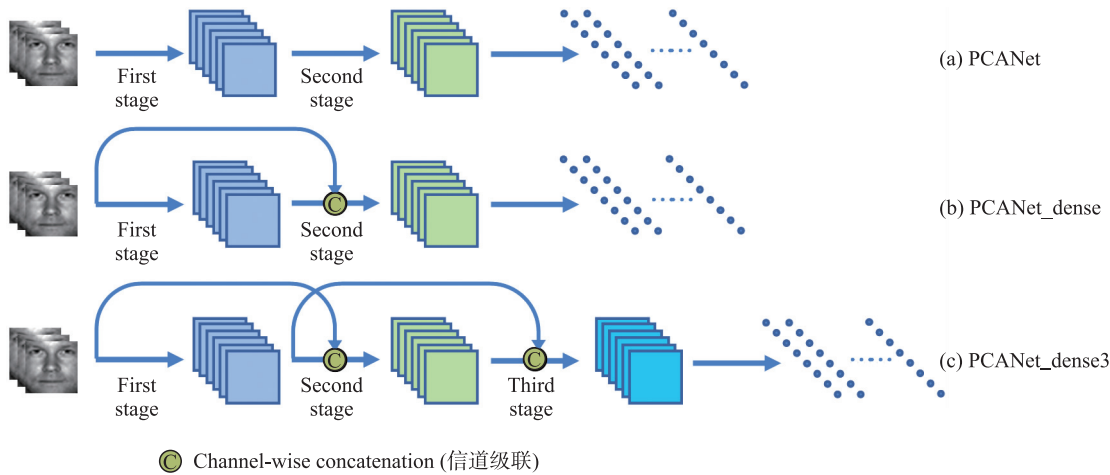 First
stage
Second
stage
(a) PCANet
C
First
stage
Second
stage
(b) PCANet_dense
C
C
First
stage
Second
stage
Third
stage
(c) PCANet_dense3
C Channel-wise concatenation (信道级联)